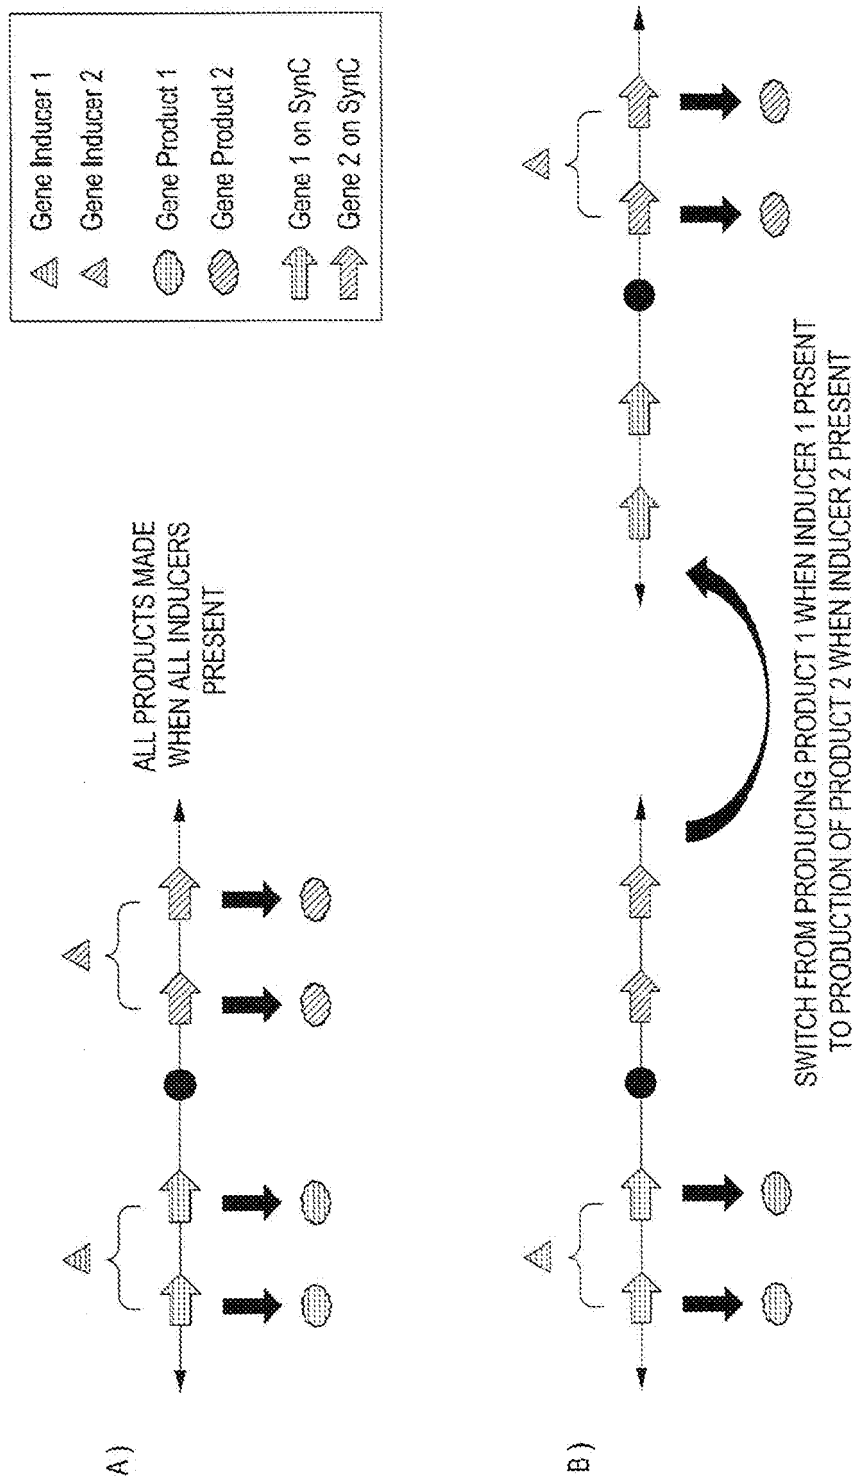 Gene Inducer 1
Gene Inducer 2
Gene Product 1
Gene Product 2
Gene 1 on SynC
Gene 2 on SynC
A)
ALL PRODUCTS MADE
WHEN ALL INDUCERS
PRESENT
B)
SWITCH FROM PRODUCING PRODUCT 1 WHEN INDUCER 1 PRSENT
TO PRODUCTION OF PRODUCT 2 WHEN INDUCER 2 PRESENT